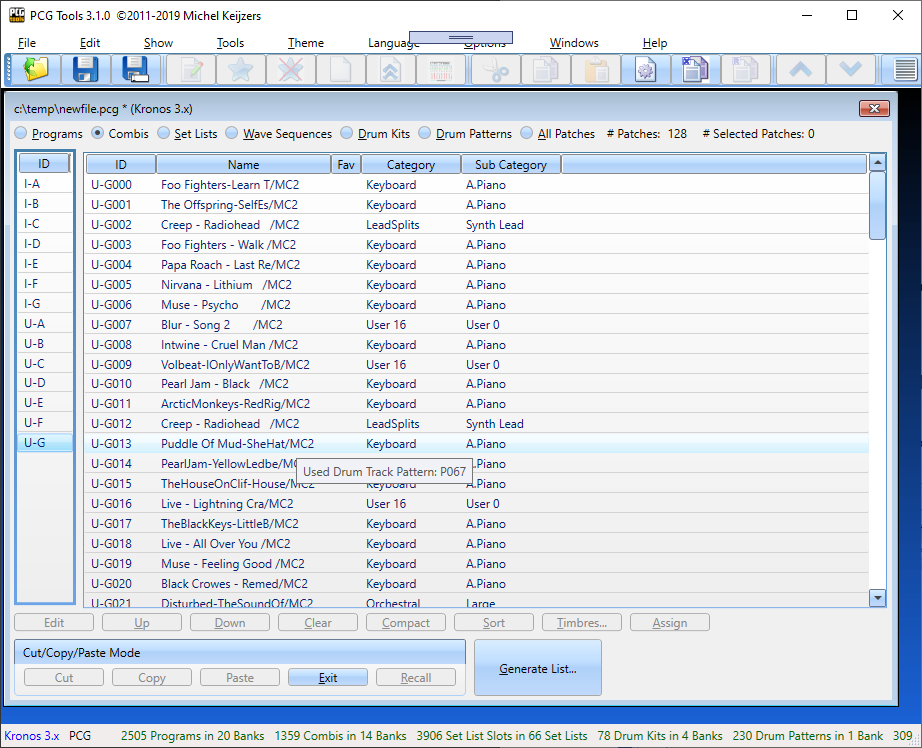 PCG Tools 3.1.0 ©2011-2019 Michel Keijzers
File Edit Show Tools Theme Language Options Windows Help
c:\temp\newfile.pcg * (Kronos 3.x)
Programs Combis Set Lists Wave Sequences Drum Kits Drum Patterns All Patches # Patches: 128 # Selected Patches: 0
ID
I-A
I-B
I-C
I-D
I-E
I-F
I-G
U-A
U-B
U-C
U-D
U-E
U-F
U-G
ID Name Fav Category Sub Category
U-G000 Foo Fighters-Learn T/MC2 Keyboard A.Piano
U-G001 The Offspring-SelfEs/MC2 Keyboard A.Piano
U-G002 Creep - Radiohead /MC2 LeadSplits Synth Lead
U-G003 Foo Fighters - Walk /MC2 Keyboard A.Piano
U-G004 Papa Roach - Last Re/MC2 Keyboard A.Piano
U-G005 Nirvana - Lithium /MC2 Keyboard A.Piano
U-G006 Muse - Psycho /MC2 Keyboard A.Piano
U-G007 Blur - Song 2 /MC2 User 16 User 0
U-G008 Intwine - Cruel Man /MC2 Keyboard A.Piano
U-G009 Volbeat-IOnlyWantToB/MC2 User 16 User 0
U-G010 Pearl Jam - Black /MC2 Keyboard A.Piano
U-G011 ArcticMonkeys-RedRig/MC2 Keyboard A.Piano
U-G012 Creep - Radiohead /MC2 LeadSplits Synth Lead
U-G013 Puddle Of Mud-SheHat/MC2 Keyboard A.Piano
U-G014 PearlJam-YellowLedbe/MC A.Piano
Used Drum Track Pattern: P067
U-G015 TheHouseOnClif-House/MC2 Keyboard A.Piano
U-G016 Live - Lightning Cra/MC2 User 16 User 0
U-G017 TheBlackKeys-LittleB/MC2 Keyboard A.Piano
U-G018 Live - All Over You /MC2 Keyboard A.Piano
U-G019 Muse - Feeling Good /MC2 Keyboard A.Piano
U-G020 Black Crowes - Remed/MC2 Keyboard A.Piano
U-G021 Disturbed-TheSoundOf/MC2 Orchestral Large
Edit Up Down Clear Compact Sort Timbres... Assign
Cut/Copy/Paste Mode
Cut Copy Paste Exit Recall
Generate List...
Kronos 3.x PCG 2505 Programs in 20 Banks 1359 Combis in 14 Banks 3906 Set List Slots in 66 Set Lists 78 Drum Kits in 4 Banks 230 Drum Patterns in 1 Bank 309